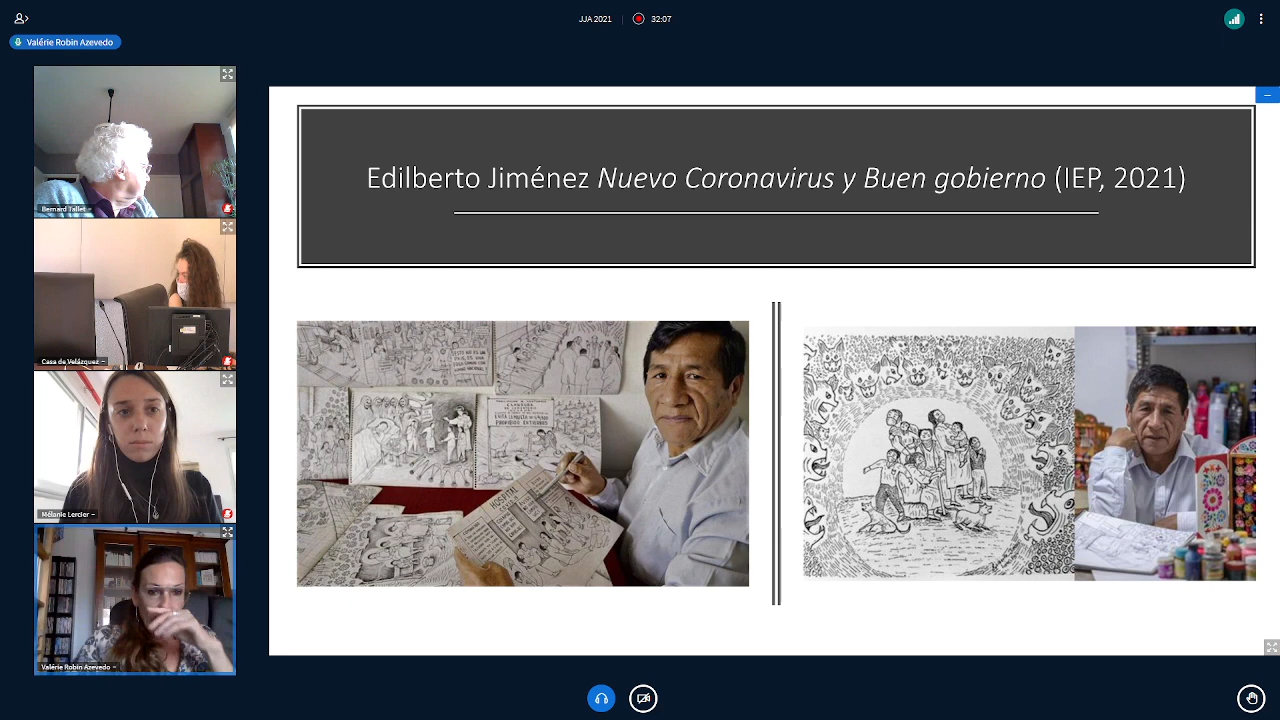 JJA 2021
32:07
Valérie Robin Azevedo
Bernard Tallet
Casa de Velázquez
Mélanie Lercier
Valérie Robin Azevedo
Edilberto Jiménez Nuevo Coronavirus y Buen gobierno (IEP, 2021)
HOSPITAL